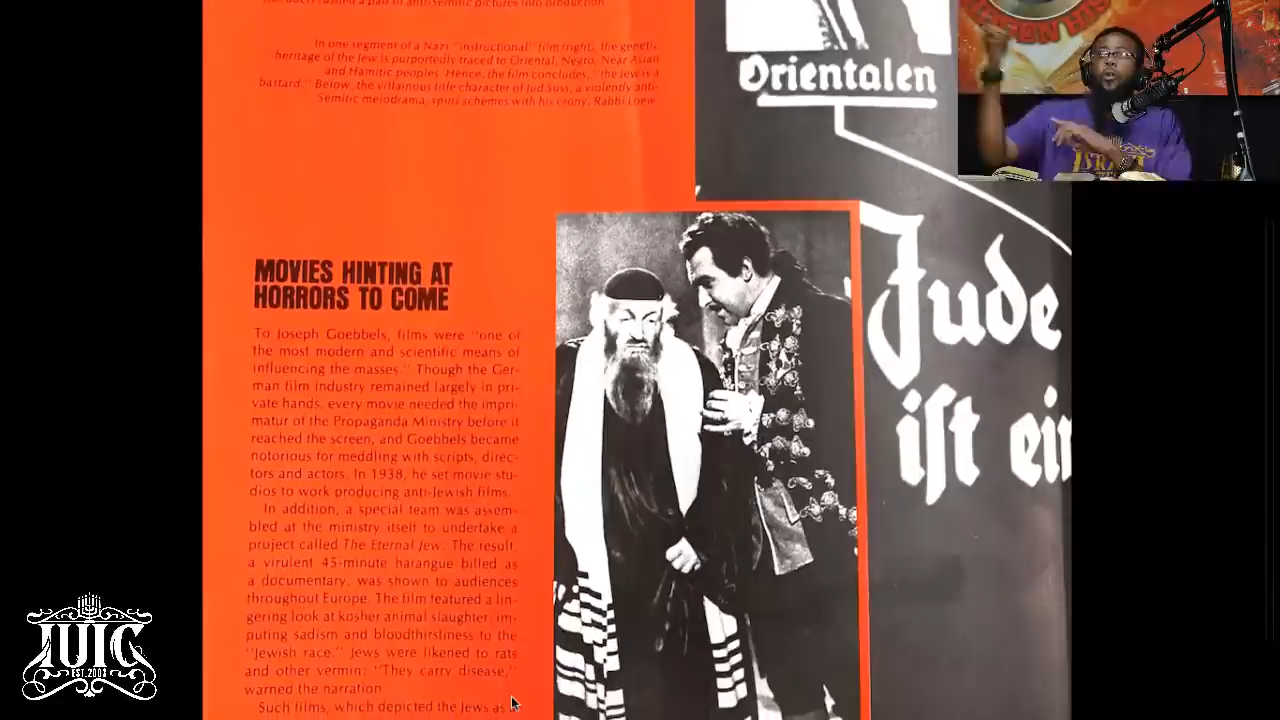 In one segment of a Nazi "instructional" film (right), the genetic
heritage of the Jew is purportedly traced to Oriental, Negro, Near Asian
and Hamitic peoples. Hence, the film concludes, "the Jew is a
bastard." Below, the villainous title character of Jud Süss, a violently anti-
Semitic melodrama, spins schemes with his crony, Rabbi Loew.
Orientalen
ISRAEL
MOVIES HINTING AT
HORRORS TO COME
To Joseph Goebbels, films were "one of
the most modern and scientific means of
influencing the masses." Though the Ger-
man film industry remained largely in pri-
vate hands, every movie needed the impri-
matur of the Propaganda Ministry before it
reached the screen, and Goebbels became
notorious for meddling with scripts, direc-
tors and actors. In 1938, he set movie stu-
dios to work producing anti-Jewish films.
In addition, a special team was assem-
bled at the ministry itself to undertake a
project called The Eternal Jew. The result,
a virulent 45-minute harangue billed as
a documentary, was shown to audiences
throughout Europe. The film featured a lin-
gering look at kosher animal slaughter, im-
puting sadism and bloodthirstiness to the
"Jewish race." Jews were likened to rats
and other vermin: "They carry disease,"
warned the narration.
Such films, which depicted the Jews as
Jude
ist ein
IUIC
EST. 2003